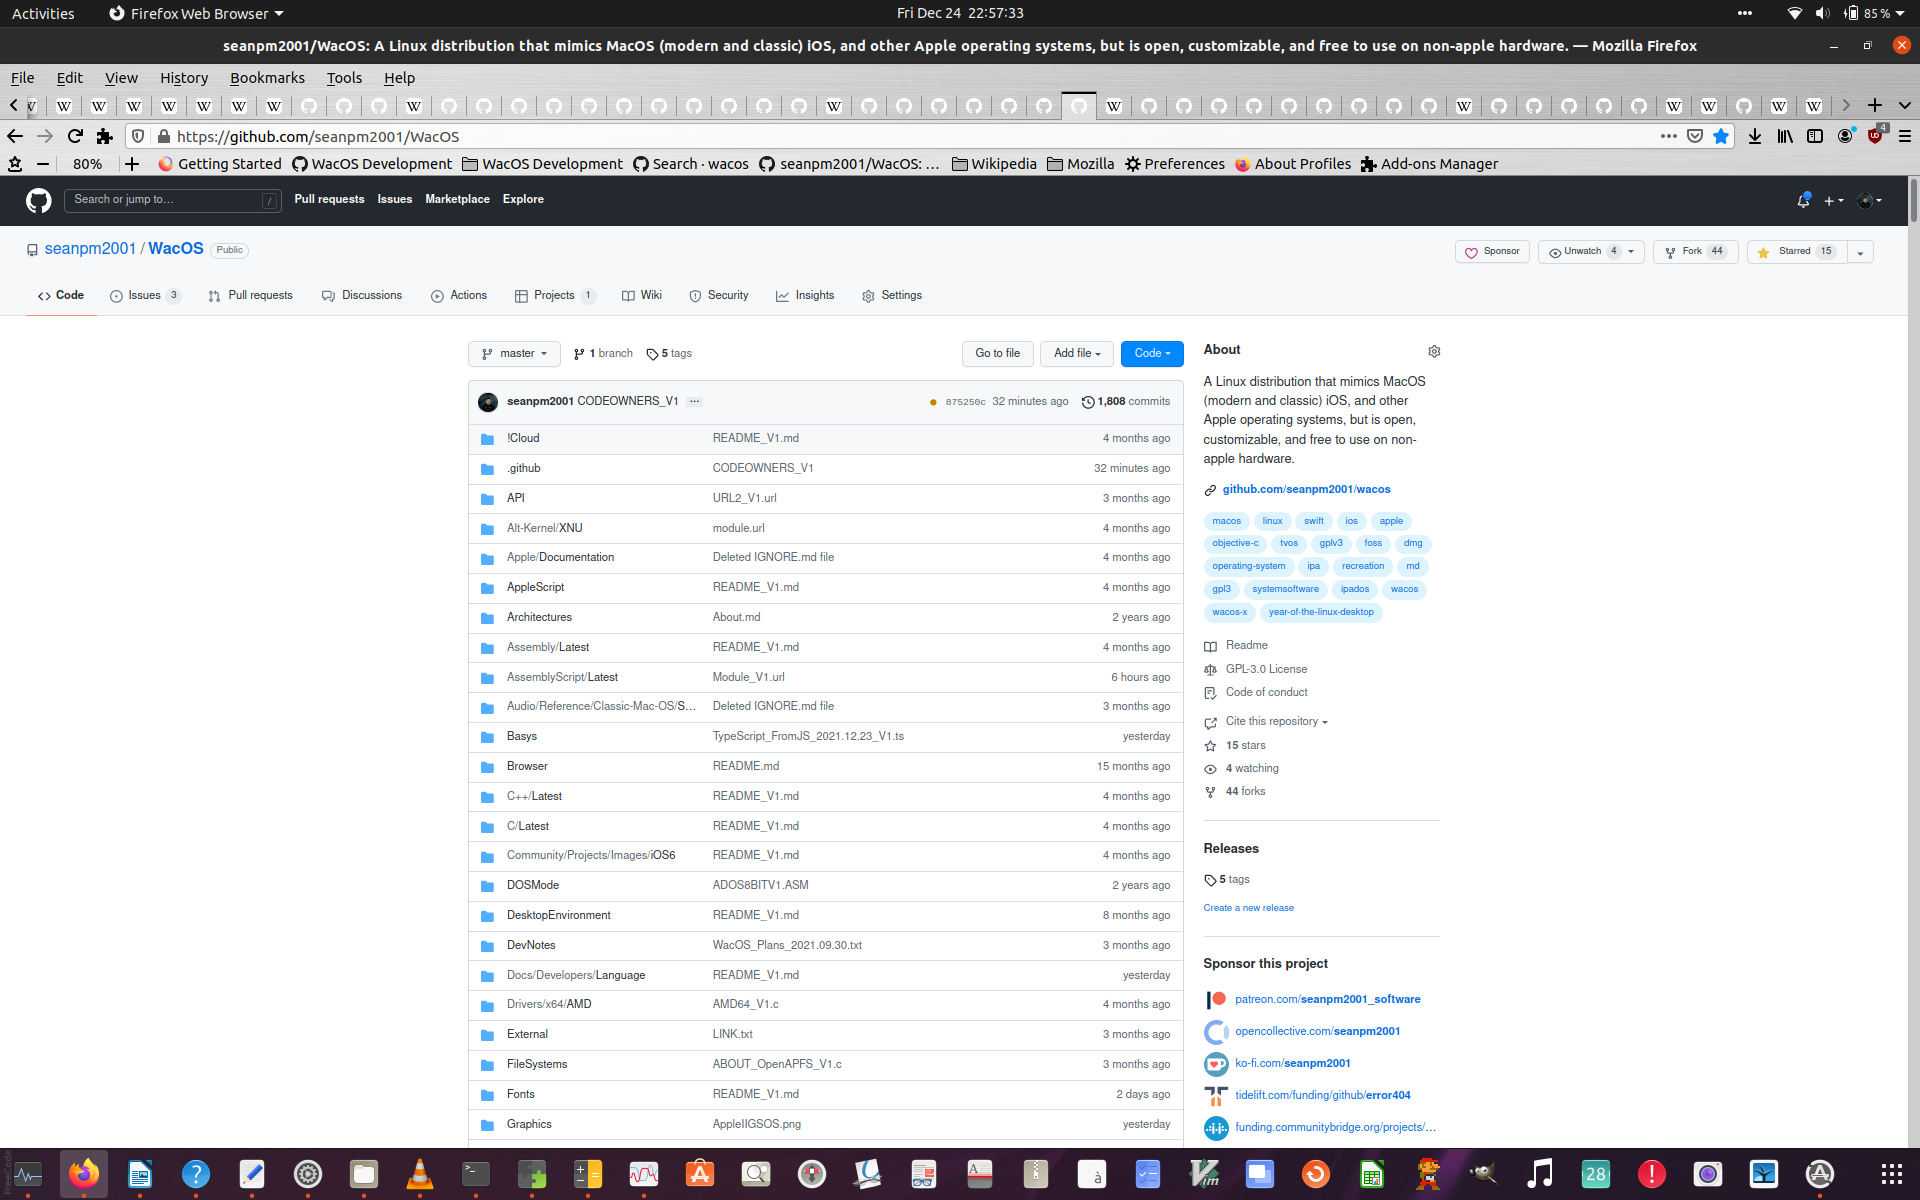 Activities Firefox Web Browser Fri Dec 24 22:57:33 85 %
seanpm2001/WacOS: A Linux distribution that mimics MacOS (modern and classic) iOS, and other Apple operating systems, but is open, customizable, and free to use on non-apple hardware. — Mozilla Firefox
File Edit View History Bookmarks Tools Help
https://github.com/seanpm2001/WacOS 4
80% Getting Started WacOS Development WacOS Development Search · wacos seanpm2001/WacOS: ... Wikipedia Mozilla Preferences About Profiles Add-ons Manager
Search or jump to... / Pull requests Issues Marketplace Explore
seanpm2001 / WacOS Public Sponsor Unwatch 4 Fork 44 Starred 15
Code Issues 3 Pull requests Discussions Actions Projects 1 Wiki Security Insights Settings
master 1 branch 5 tags Go to file Add file Code
seanpm2001 CODEOWNERS_V1 ... 875250c 32 minutes ago 1,808 commits
!Cloud README_V1.md 4 months ago
.github CODEOWNERS_V1 32 minutes ago
API URL2_V1.url 3 months ago
Alt-Kernel/XNU module.url 4 months ago
Apple/Documentation Deleted IGNORE.md file 4 months ago
AppleScript README_V1.md 4 months ago
Architectures About.md 2 years ago
Assembly/Latest README_V1.md 4 months ago
AssemblyScript/Latest Module_V1.url 6 hours ago
Audio/Reference/Classic-Mac-OS/S... Deleted IGNORE.md file 3 months ago
Basys TypeScript_FromJS_2021.12.23_V1.ts yesterday
Browser README.md 15 months ago
C++/Latest README_V1.md 4 months ago
C/Latest README_V1.md 4 months ago
Community/Projects/Images/iOS6 README_V1.md 4 months ago
DOSMode ADOS8BITV1.ASM 2 years ago
DesktopEnvironment README_V1.md 8 months ago
DevNotes WacOS_Plans_2021.09.30.txt 3 months ago
Docs/Developers/Language README_V1.md yesterday
Drivers/x64/AMD AMD64_V1.c 4 months ago
External LINK.txt 3 months ago
FileSystems ABOUT_OpenAPFS_V1.c 3 months ago
Fonts README_V1.md 2 days ago
Graphics AppleIIGSOS.png yesterday
About
A Linux distribution that mimics MacOS
(modern and classic) iOS, and other
Apple operating systems, but is open,
customizable, and free to use on non-
apple hardware.
github.com/seanpm2001/wacos
macos linux swift ios apple
objective-c tvos gplv3 foss dmg
operating-system ipa recreation md
gpl3 systemsoftware ipados wacos
wacos-x year-of-the-linux-desktop
Readme
GPL-3.0 License
Code of conduct
Cite this repository
15 stars
4 watching
44 forks
Releases
5 tags
Create a new release
Sponsor this project
patreon.com/seanpm2001_software
opencollective.com/seanpm2001
ko-fi.com/seanpm2001
tidelift.com/funding/github/error404
funding.communitybridge.org/projects/...
28